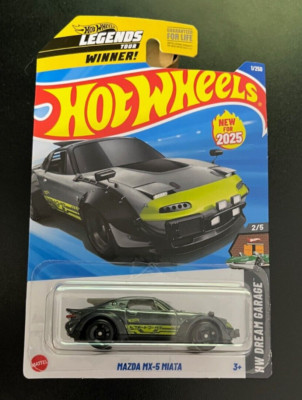 HOT WHEELS
LEGENDS
TOUR
WINNER!
GUARANTEED
FOR LIFE
1/250
HOT WHEELS
NEW
FOR
2025
2/5
HW DREAM GARAGE
MATTEL
MAZDA MX-5 MIATA
3+